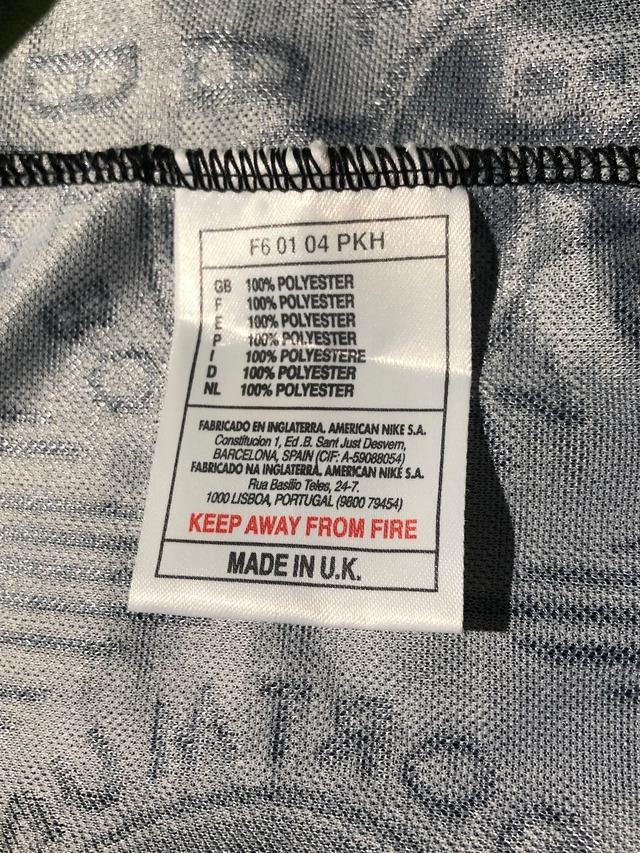 F6 01 04 PKH
GB 100% POLYESTER
F 100% POLYESTER
E 100% POLYESTER
P 100% POLYESTER
I 100% POLYESTERE
D 100% POLYESTER
NL 100% POLYESTER
FABRICADO EN INGLATERRA. AMERICAN NIKE S.A.
Constitucion 1, Ed .B. Sant Just Desvern,
BARCELONA, SPAIN (CIF: A-59088054)
FABRICADO NA INGLATERRA. AMERICAN NIKE S.A.
Rua Basilio Teles, 24-7.
1000 LISBOA, PORTUGAL (9800 79454)
KEEP AWAY FROM FIRE
MADE IN U.K.